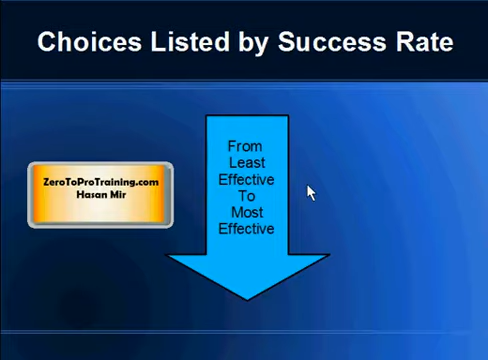 Choices Listed by Success Rate
ZeroToProTraining.com
Hasan Mir
From
Least
Effective
To
Most
Effective